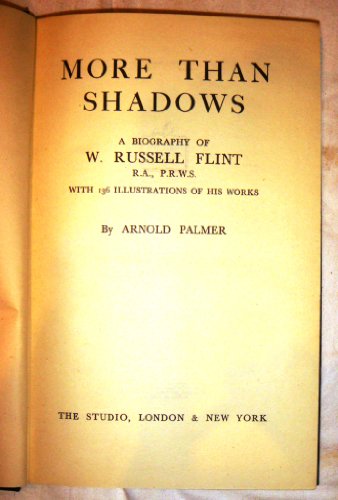 MORE THAN
SHADOWS
A BIOGRAPHY OF
W. RUSSELL FLINT
R.A., P.R.W.S.
WITH 136 ILLUSTRATIONS OF HIS WORKS
By ARNOLD PALMER
THE STUDIO, LONDON & NEW YORK